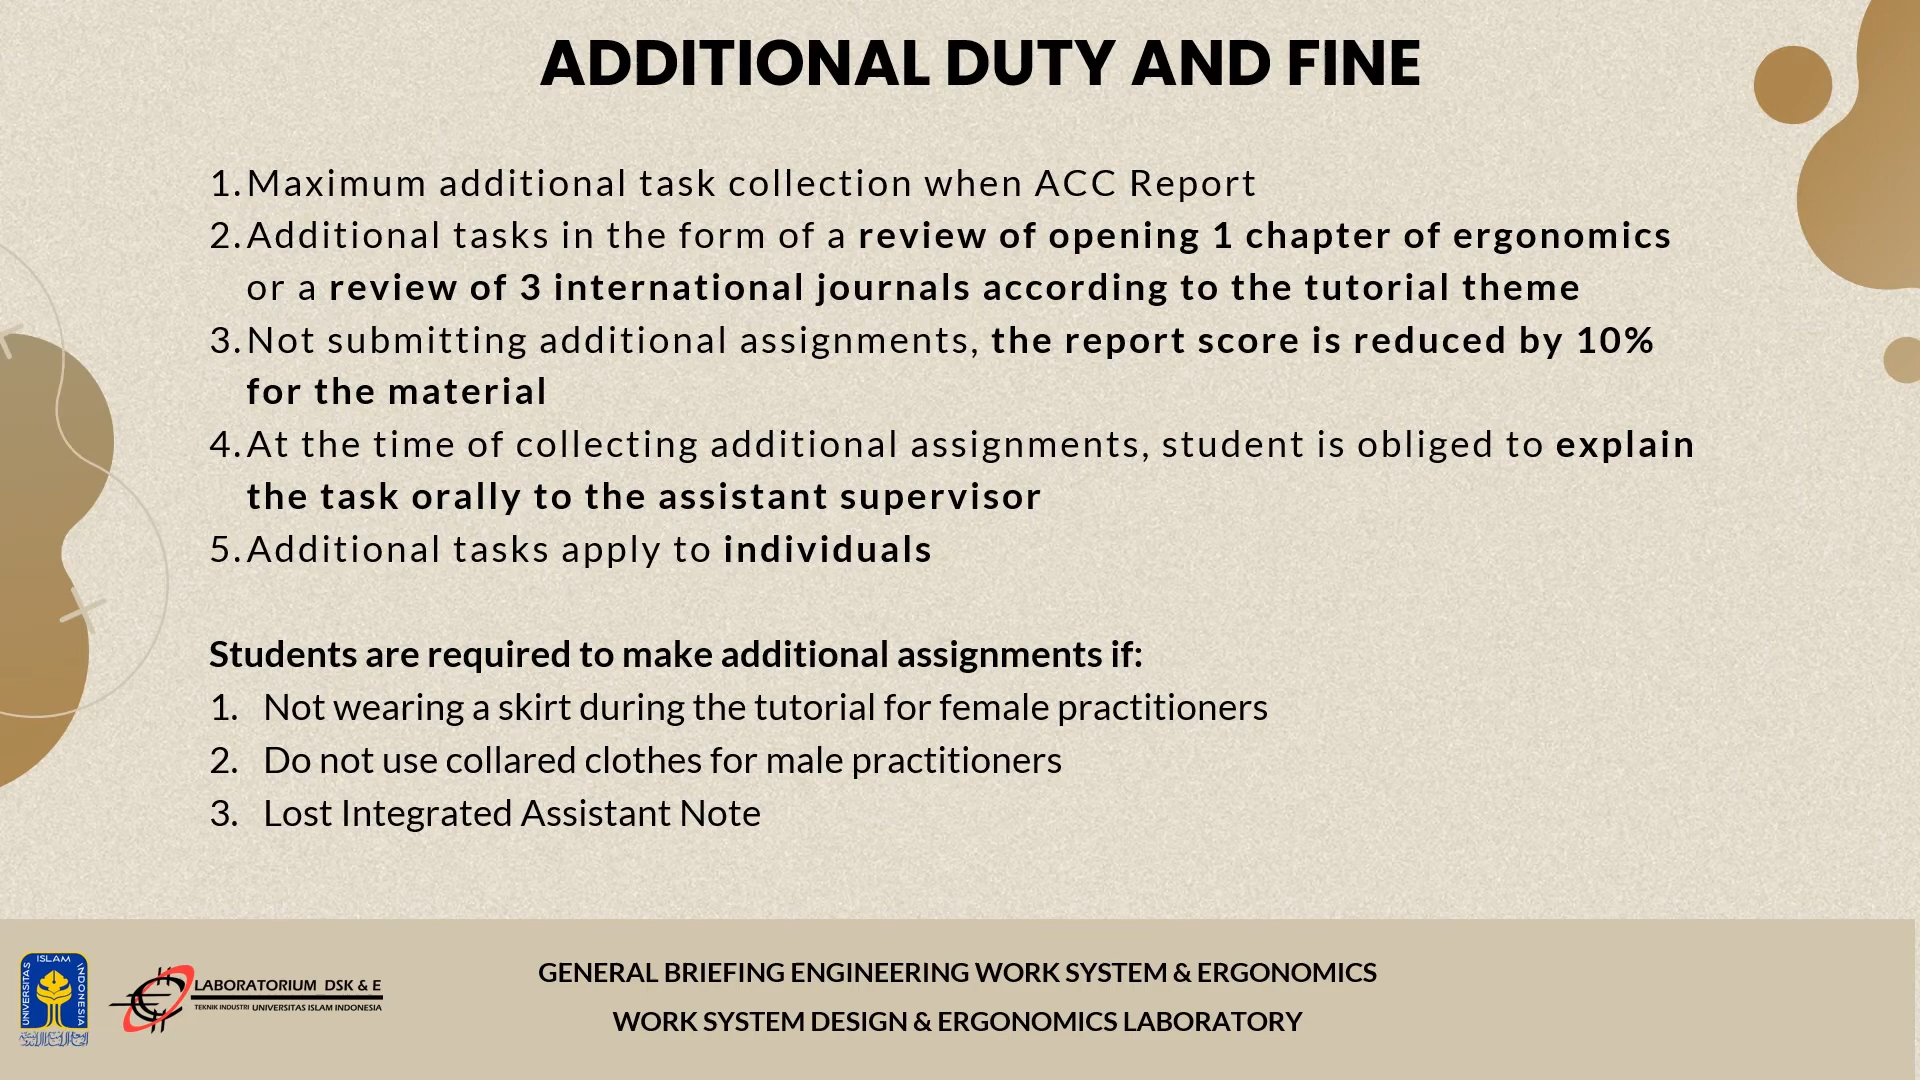 ADDITIONAL DUTY AND FINE
1. Maximum additional task collection when ACC Report
2. Additional tasks in the form of a review of opening 1 chapter of ergonomics
or a review of 3 international journals according to the tutorial theme
3. Not submitting additional assignments, the report score is reduced by 10%
for the material
4. At the time of collecting additional assignments, student is obliged to explain
the task orally to the assistant supervisor
5. Additional tasks apply to individuals
Students are required to make additional assignments if:
1. Not wearing a skirt during the tutorial for female practitioners
2. Do not use collared clothes for male practitioners
3. Lost Integrated Assistant Note
UNIVERSITAS ISLAM INDONESIA
LABORATORIUM DSK & E
TEKNIK INDUSTRI UNIVERSITAS ISLAM INDONESIA
GENERAL BRIEFING ENGINEERING WORK SYSTEM & ERGONOMICS
WORK SYSTEM DESIGN & ERGONOMICS LABORATORY